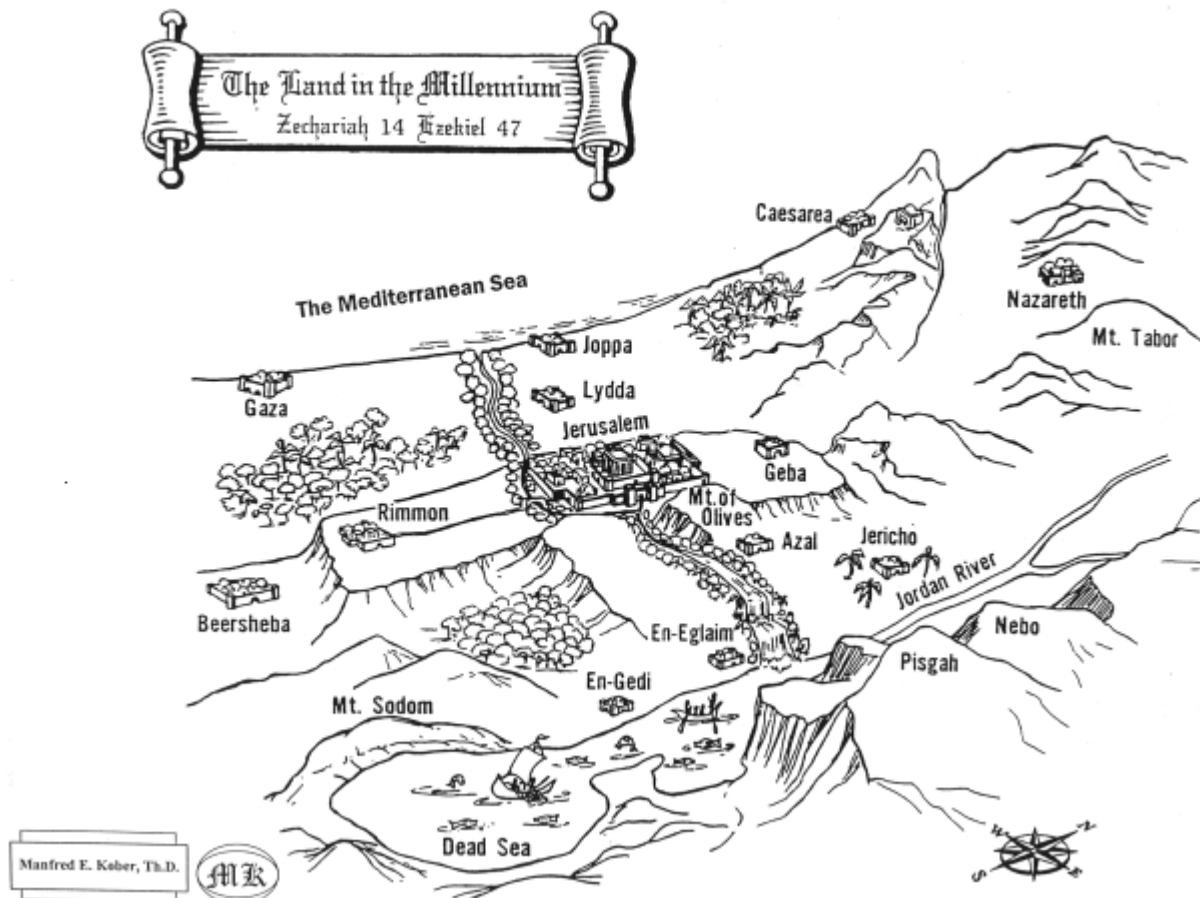 The Land in the Millennium
Zechariah 14 Ezekiel 47
Caesarea
The Mediterranean Sea
Nazareth
Mt. Tabor
Joppa
Gaza
Lydda
Jerusalem
Geba
Mt. of
Olives
Rimmon
Azal
Jericho
Jordan River
Beersheba
En-Eglaim
Nebo
Pisgah
En-Gedi
Mt. Sodom
Dead Sea
Manfred E. Kober, Th.D.
MK
W
N
S
E